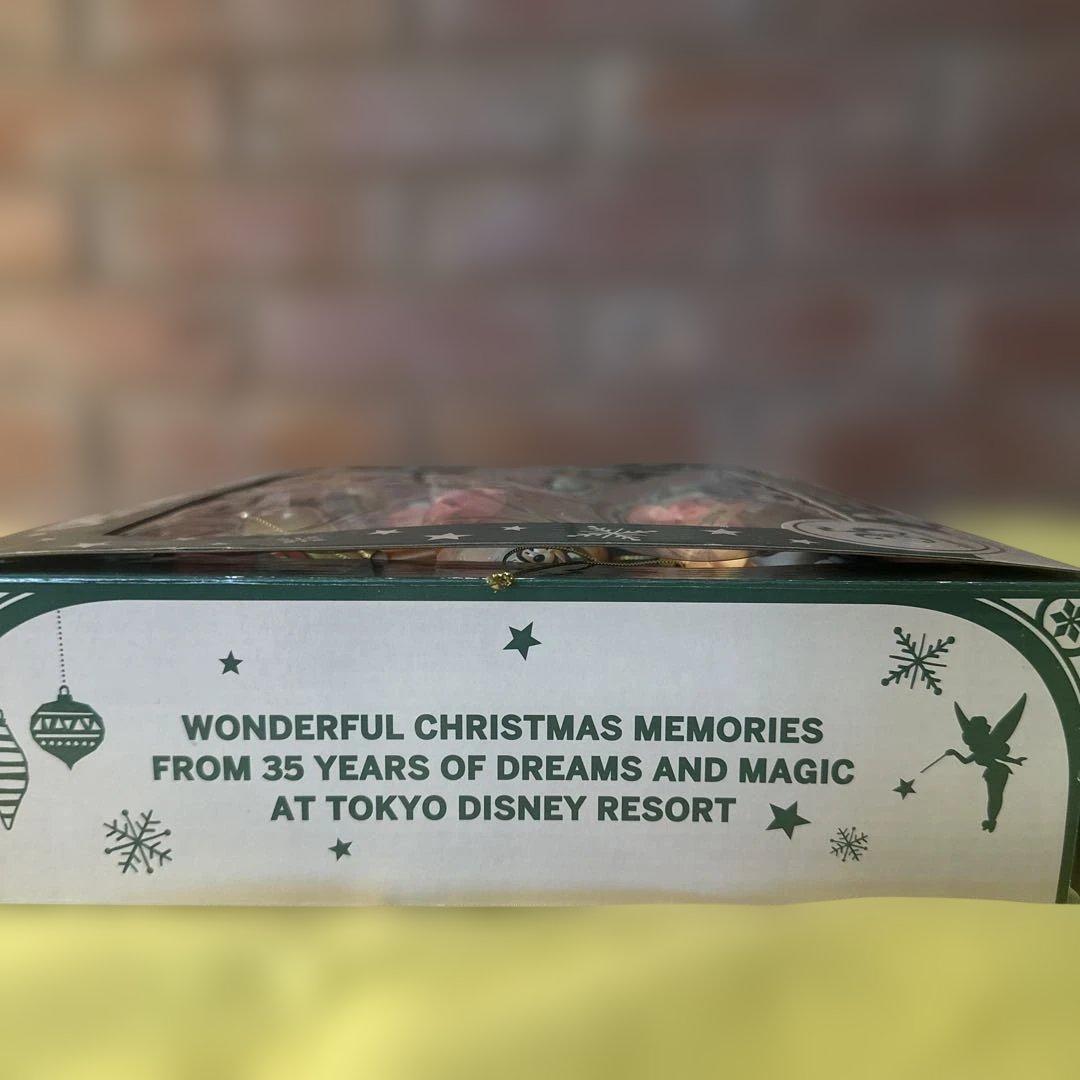 WONDERFUL CHRISTMAS MEMORIES
FROM 35 YEARS OF DREAMS AND MAGIC
AT TOKYO DISNEY RESORT